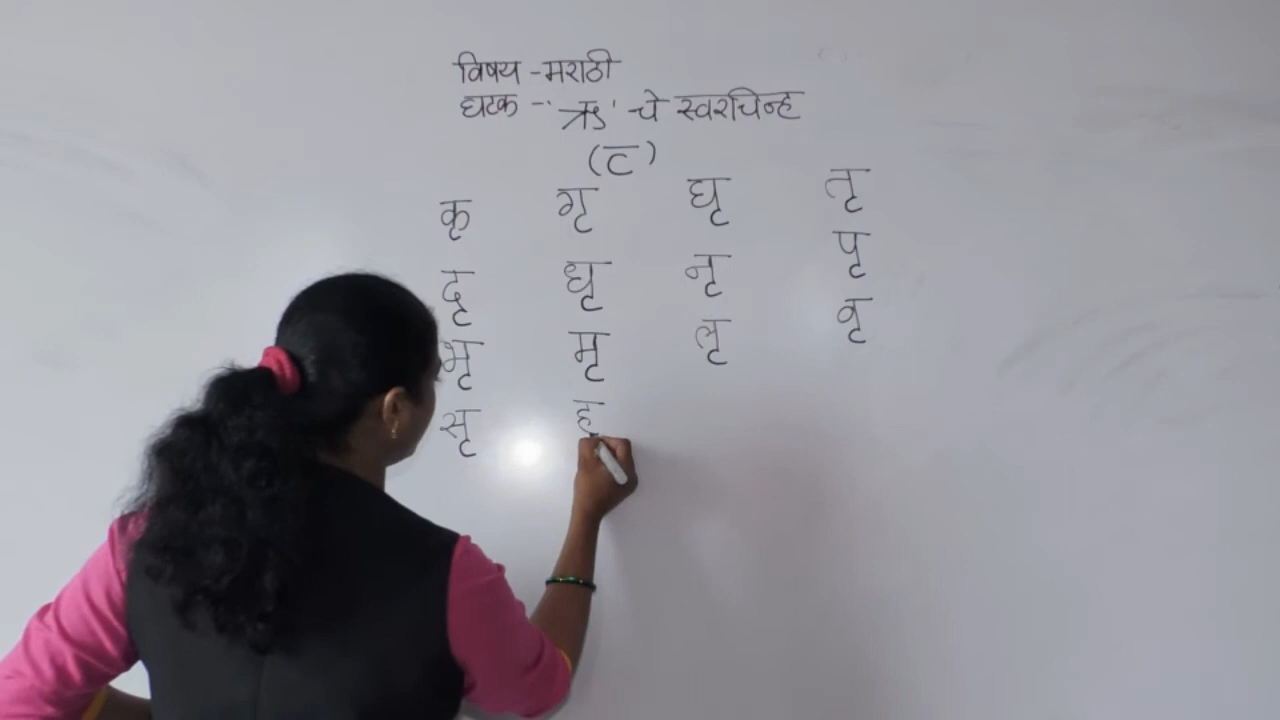 विषय - मराठी
घटक - 'ऋ' चे स्वरचिन्ह
( ृ )
कृ गृ घृ तृ
दृ धृ नृ पृ
भृ मृ लृ वृ
सृ ह